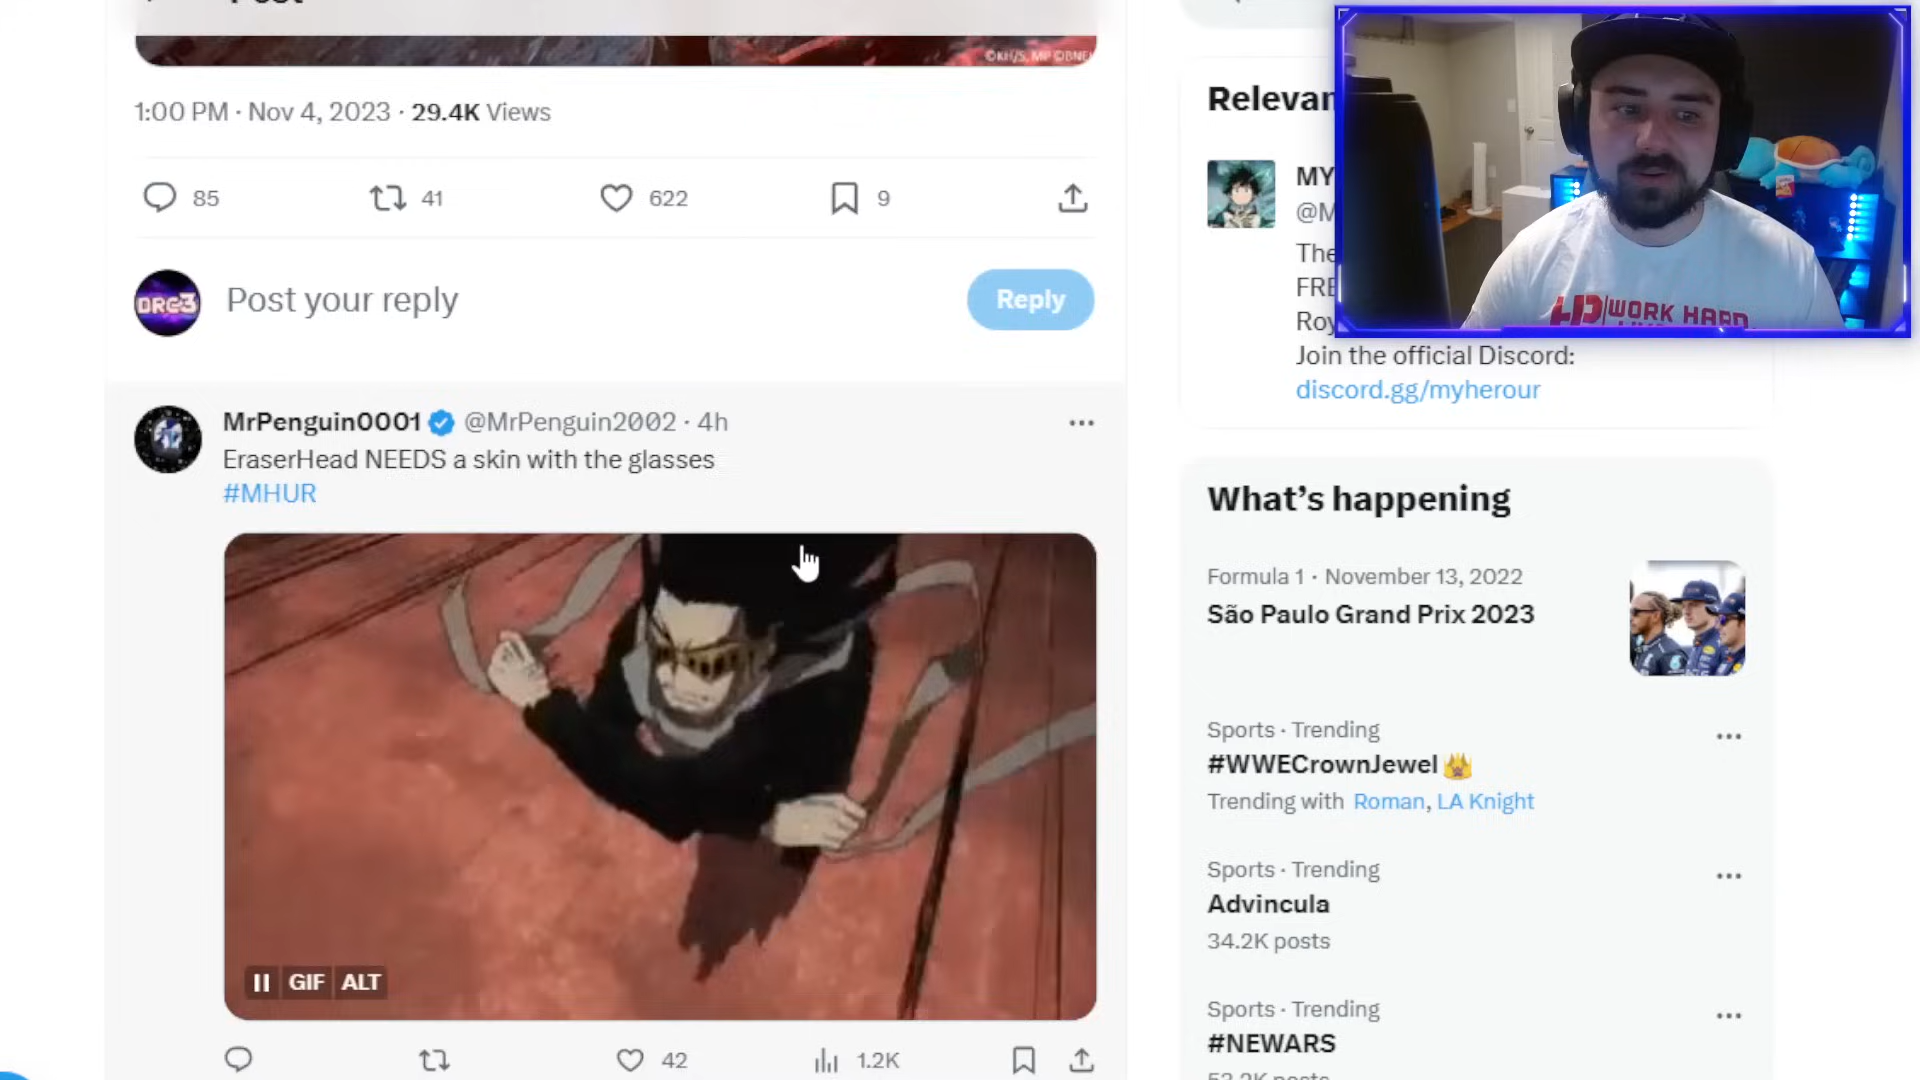 1:00 PM · Nov 4, 2023 · 29.4K Views
85
41
622
9
DRC3
Post your reply
Reply
MrPenguin0001 @MrPenguin2002 · 4h
EraserHead NEEDS a skin with the glasses
#MHUR
GIF ALT
42
1.2K
MY
@M
The
FRE
Roy
Join the official Discord:
discord.gg/myherour
WORK HARD
What's happening
Formula 1 · November 13, 2022
São Paulo Grand Prix 2023
Sports · Trending
#WWECrownJewel
Trending with Roman, LA Knight
Sports · Trending
Advincula
34.2K posts
Sports · Trending
#NEWARS